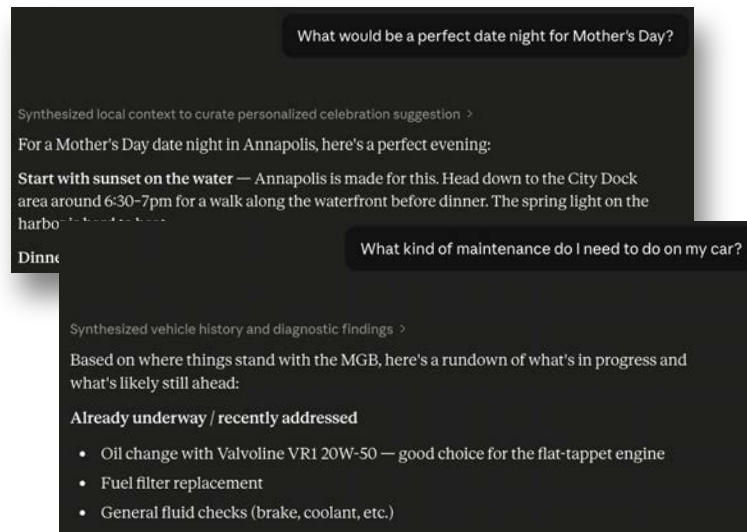 What would be a perfect date night for Mother's Day?
Synthesized local context to curate personalized celebration suggestion >
For a Mother's Day date night in Annapolis, here's a perfect evening:
Start with sunset on the water — Annapolis is made for this. Head down to the City Dock
area around 6:30–7pm for a walk along the waterfront before dinner. The spring light on the
What kind of maintenance do I need to do on my car?
Synthesized vehicle history and diagnostic findings >
Based on where things stand with the MGB, here's a rundown of what's in progress and
what's likely still ahead:
Already underway / recently addressed
• Oil change with Valvoline VR1 20W-50 — good choice for the flat-tappet engine
• Fuel filter replacement
• General fluid checks (brake, coolant, etc.)